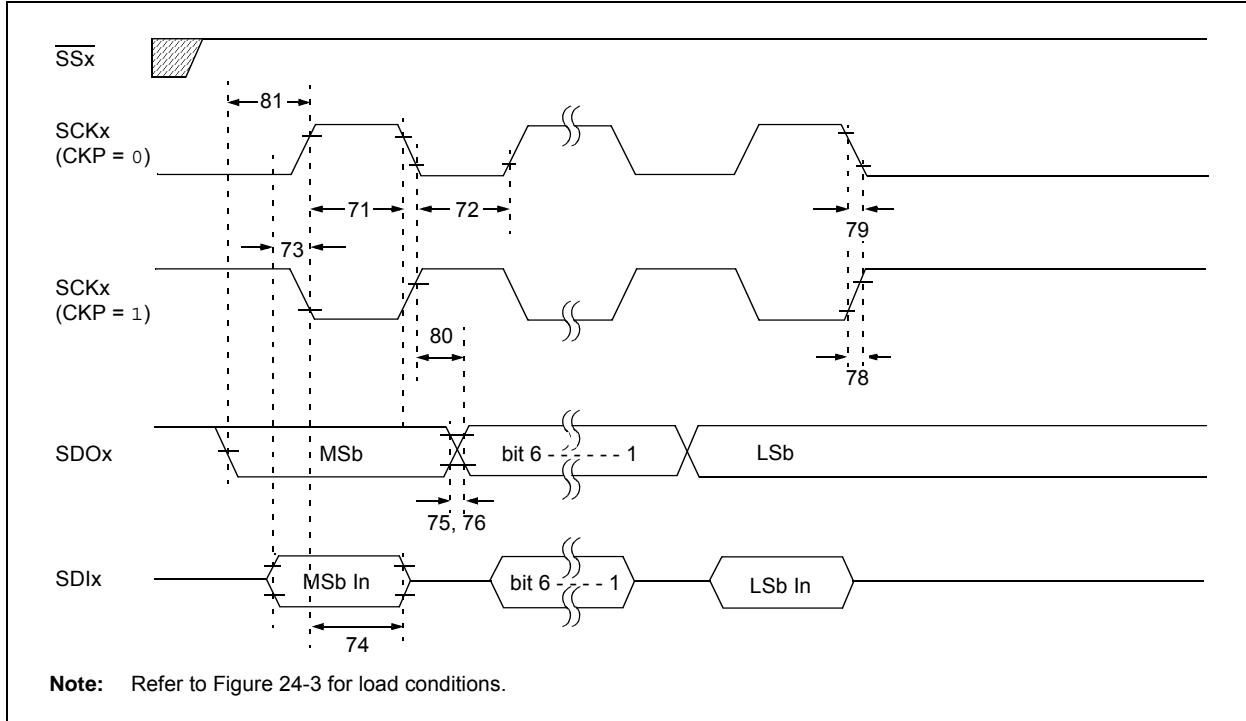 SSx
81
SCKx
(CKP = 0)
71
72
79
73
SCKx
(CKP = 1)
80
78
SDOx
MSb
bit 6 - - - - - - 1
LSb
75, 76
SDIx
MSb In
bit 6 - - - - 1
LSb In
74
Note: Refer to Figure 24-3 for load conditions.